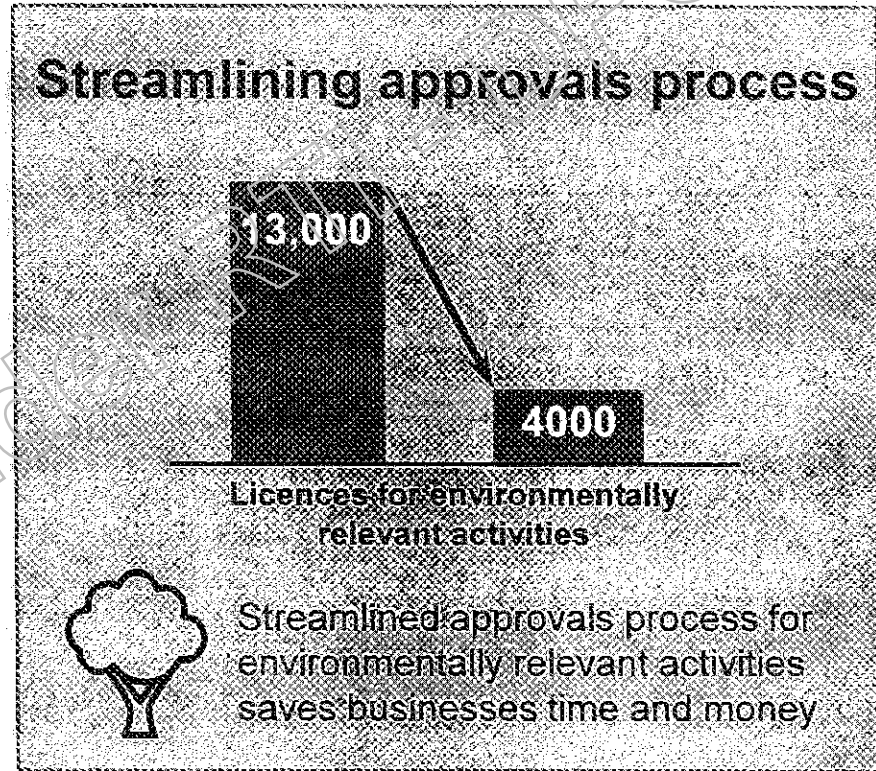 Streamlining approvals process
13,000
4000
Licences for environmentally
relevant activities
Streamlined approvals process for
environmentally relevant activities
saves businesses time and money